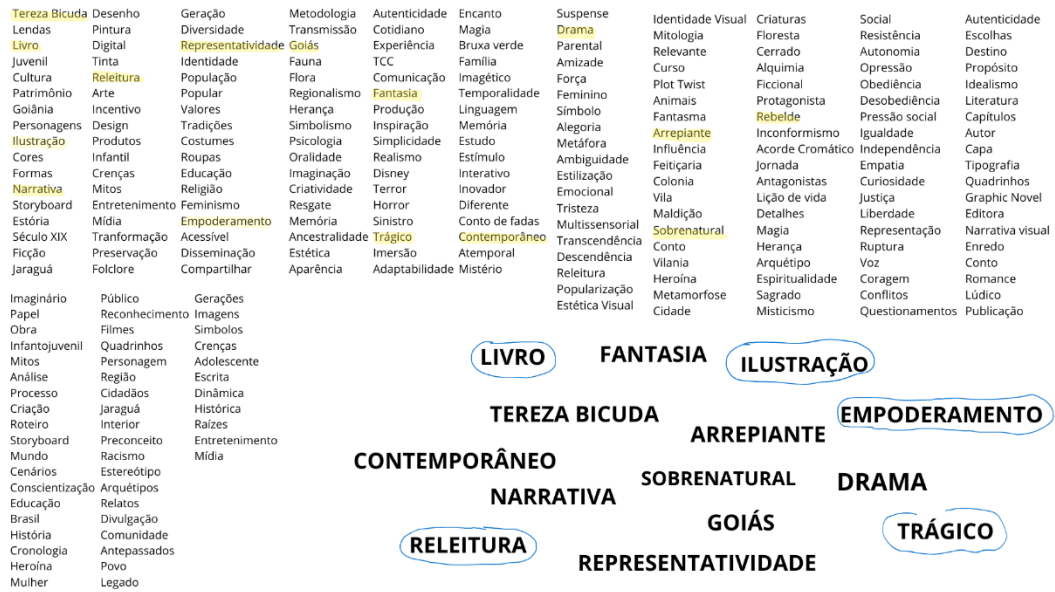 Tereza Bicuda
Lendas
Livro
Juvenil
Cultura
Patrimônio
Goiânia
Personagens
Ilustração
Cores
Formas
Narrativa
Storyboard
Estória
Século XIX
Ficção
Jaraguá
Desenho
Pintura
Digital
Tinta
Releitura
Arte
Incentivo
Design
Produtos
Infantil
Crenças
Mitos
Entretenimento
Mídia
Tranformação
Preservação
Folclore
Geração
Diversidade
Representatividade
Identidade
População
Popular
Valores
Tradições
Costumes
Roupas
Educação
Religião
Feminismo
Empoderamento
Acessível
Disseminação
Compartilhar
Metodologia
Transmissão
Goiás
Fauna
Flora
Regionalismo
Herança
Simbolismo
Psicologia
Oralidade
Imaginação
Criatividade
Resgate
Memória
Ancestralidade
Estética
Aparência
Autenticidade
Cotidiano
Experiência
TCC
Comunicação
Fantasia
Produção
Inspiração
Simplicidade
Realismo
Disney
Terror
Horror
Sinistro
Trágico
Imersão
Adaptabilidade
Encanto
Magia
Bruxa verde
Família
Imagético
Temporalidade
Linguagem
Memória
Estudo
Estímulo
Interativo
Inovador
Diferente
Conto de fadas
Contemporâneo
Atemporal
Mistério
Suspense
Drama
Parental
Amizade
Força
Feminino
Símbolo
Alegoria
Metáfora
Ambiguidade
Estilização
Emocional
Tristeza
Multissensorial
Transcendência
Descendência
Releitura
Popularização
Estética Visual
Identidade Visual
Mitologia
Relevante
Curso
Plot Twist
Animais
Fantasma
Arrepiante
Influência
Feitiçaria
Colonia
Vila
Maldição
Sobrenatural
Conto
Vilania
Heroína
Metamorfose
Cidade
Criaturas
Floresta
Cerrado
Alquimia
Ficcional
Protagonista
Rebelde
Inconformismo
Acorde Cromático
Jornada
Antagonistas
Lição de vida
Detalhes
Magia
Herança
Arquétipo
Espiritualidade
Sagrado
Misticismo
Social
Resistência
Autonomia
Opressão
Obediência
Desobediência
Pressão social
Igualdade
Independência
Empatia
Curiosidade
Justiça
Liberdade
Representação
Ruptura
Voz
Coragem
Conflitos
Questionamentos
Autenticidade
Escolhas
Destino
Propósito
Idealismo
Literatura
Capítulos
Autor
Capa
Tipografia
Quadrinhos
Graphic Novel
Editora
Narrativa visual
Enredo
Conto
Romance
Lúdico
Publicação
Imaginário
Papel
Obra
Infantojuvenil
Mitos
Análise
Processo
Criação
Roteiro
Storyboard
Mundo
Cenários
Conscientização
Educação
Brasil
História
Cronologia
Heroína
Mulher
Público
Reconhecimento
Filmes
Quadrinhos
Personagem
Região
Cidadãos
Jaraguá
Interior
Preconceito
Racismo
Estereótipo
Arquétipos
Relatos
Divulgação
Comunidade
Antepassados
Povo
Legado
Gerações
Imagens
Simbolos
Crenças
Adolescente
Escrita
Dinâmica
Histórica
Raízes
Entretenimento
Mídia
LIVRO
FANTASIA
ILUSTRAÇÃO
TEREZA BICUDA
EMPODERAMENTO
ARREPIANTE
CONTEMPORÂNEO
SOBRENATURAL
DRAMA
NARRATIVA
GOIÁS
TRÁGICO
RELEITURA
REPRESENTATIVIDADE